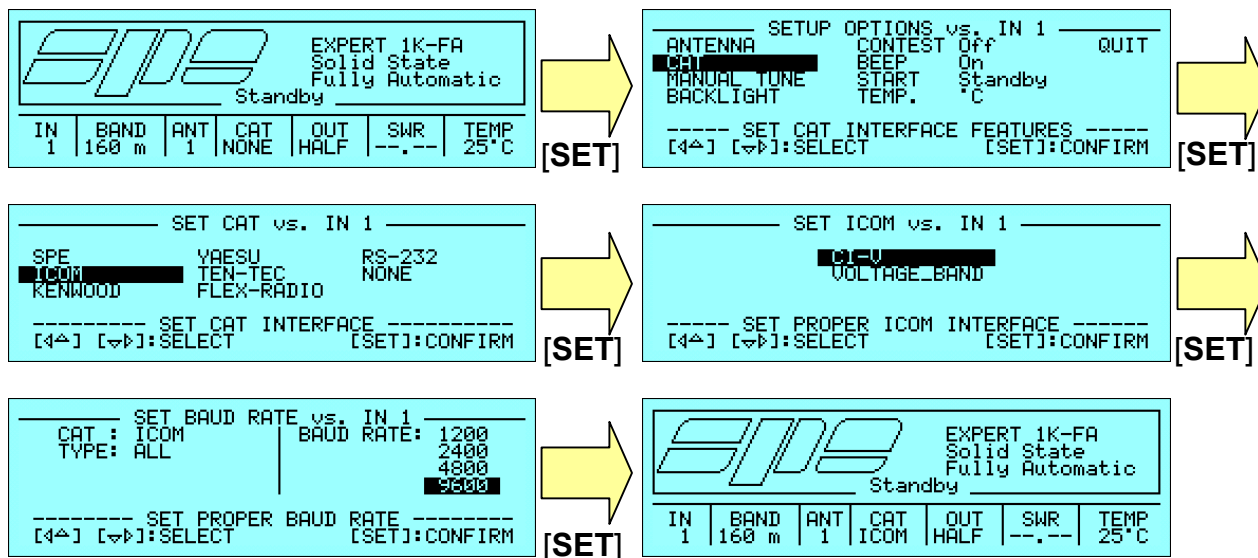 EXPERT 1K-FA
Solid State
Fully Automatic
Standby
IN BAND ANT CAT OUT SWR TEMP
1 160 m 1 NONE HALF --.-- 25°C
[SET]
SETUP OPTIONS vs. IN 1
ANTENNA CONTEST Off QUIT
CAT BEEP On
MANUAL TUNE START Standby
BACKLIGHT TEMP. °C
----- SET CAT INTERFACE FEATURES -----
[◁△] [▽▷]:SELECT [SET]:CONFIRM
[SET]
SET CAT vs. IN 1
SPE YAESU RS-232
ICOM TEN-TEC NONE
KENWOOD FLEX-RADIO
--------- SET CAT INTERFACE ----------
[◁△] [▽▷]:SELECT [SET]:CONFIRM
[SET]
SET ICOM vs. IN 1
CI-V
VOLTAGE_BAND
----- SET PROPER ICOM INTERFACE ------
[◁△] [▽▷]:SELECT [SET]:CONFIRM
[SET]
SET BAUD RATE vs. IN 1
CAT : ICOM BAUD RATE: 1200
TYPE: ALL 2400
4800
9600
-------- SET PROPER BAUD RATE --------
[◁△] [▽▷]:SELECT [SET]:CONFIRM
[SET]
EXPERT 1K-FA
Solid State
Fully Automatic
Standby
IN BAND ANT CAT OUT SWR TEMP
1 160 m 1 ICOM HALF --.-- 25°C